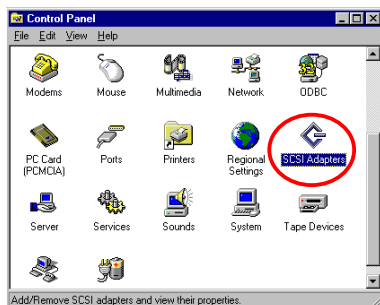 Control Panel
File Edit View Help
Modems Mouse Multimedia Network ODBC
PC Card (PCMCIA) Ports Printers Regional Settings SCSI Adapters
Server Services Sounds System Tape Devices
Add/Remove SCSI adapters and view their properties.